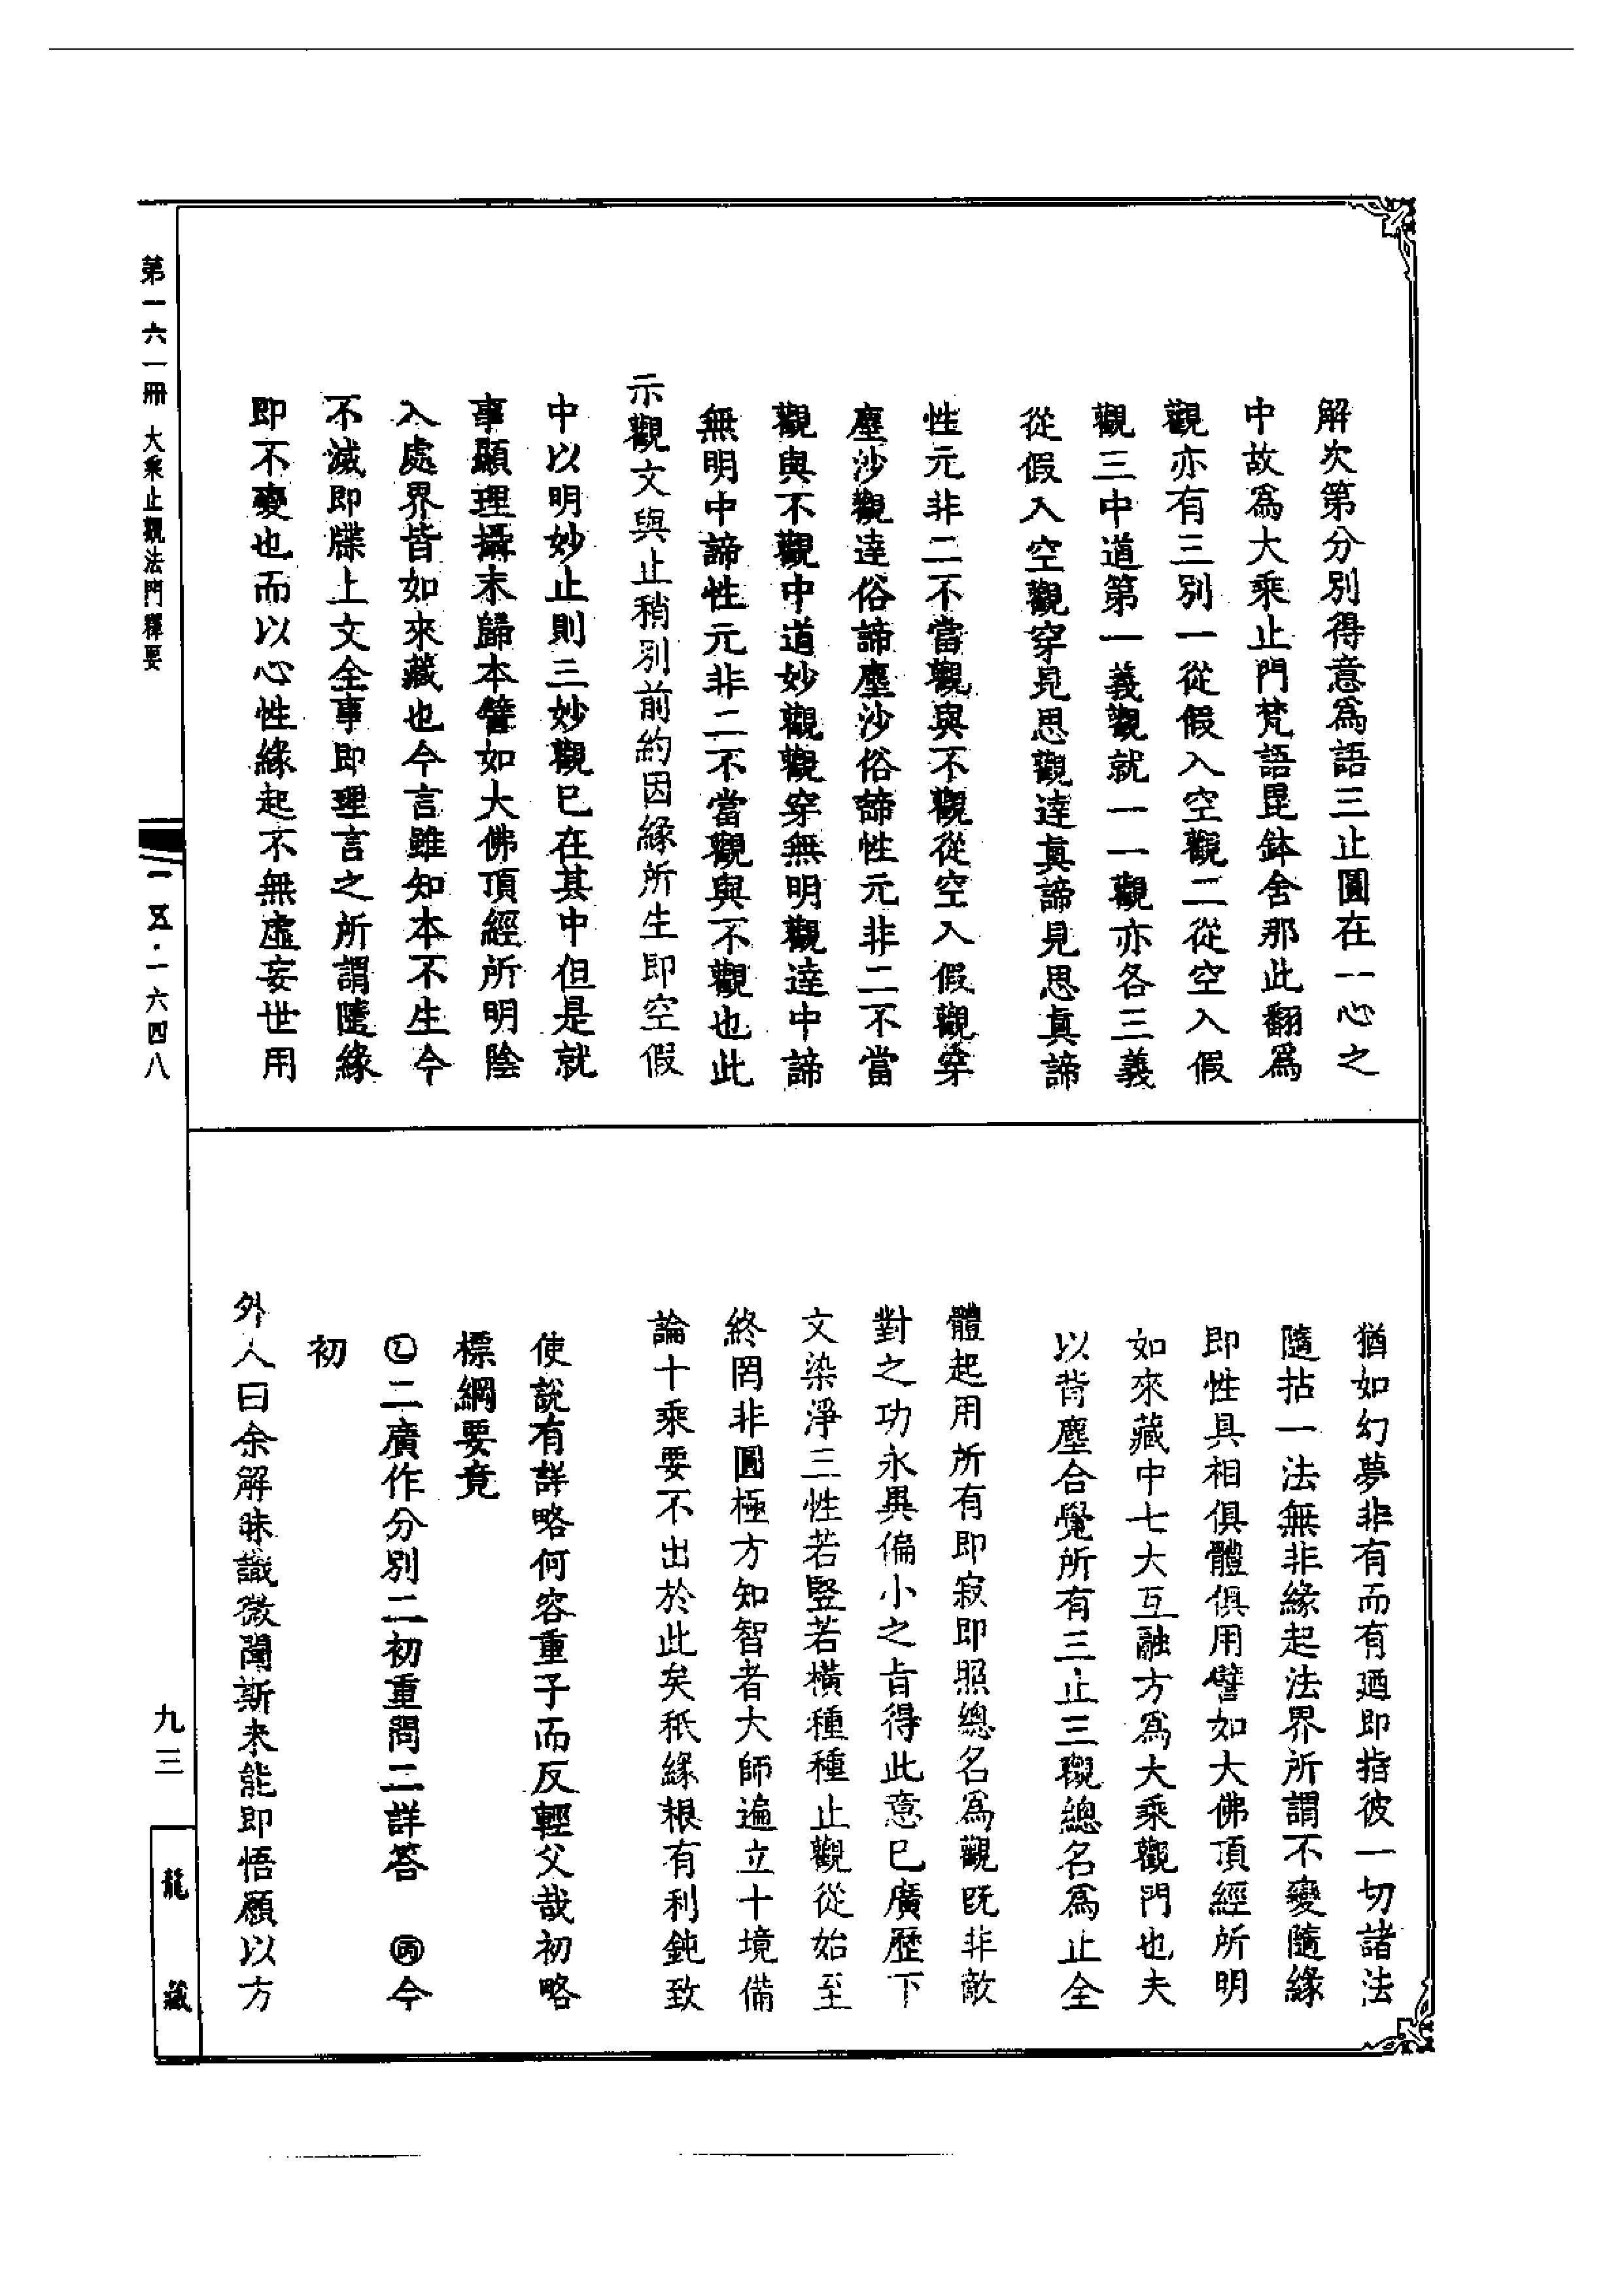 解次第分別得意爲語三止圓在一心之
中故爲大乘止門梵語毘鉢舍那此翻爲
觀亦有三別一從假入空觀二從空入假
觀三中道第一義觀就一一觀亦各三義
從假入空觀穿見思觀達真諦見思真諦
性元非二不當觀與不觀從空入假觀穿
塵沙觀達俗諦塵沙俗諦性元非二不當
觀與不觀中道妙觀觀穿無明觀達中諦
無明中諦性元非二不當觀與不觀也此
示觀文與止稍別前約因緣所生即空假
中以明妙止則三妙觀已在其中但是就
事顯理攝末歸本譬如大佛頂經所明陰
入處界皆如來藏也今言雖知本不生今
不滅即牒上文全事即理言之所謂隨緣
即不變也而以心性緣起不無虛妄世用
猶如幻夢非有而有迺即指彼一切諸法
隨拈一法無非緣起法界所謂不變隨緣
即性具相俱體俱用譬如大佛頂經所明
如來藏中七大互融方爲大乘觀門也夫
以背塵合覺所有三止三觀總名爲止全
體起用所有即寂即照總名爲觀旣非敵
對之功永異偏小之旨得此意已廣歷下
文染淨三性若豎若橫種種止觀從始至
終罔非圓極方知智者大師遍立十境備
論十乘要不出於此矣秖緣根有利鈍致
使說有詳略何容重子而反輕父哉初略
標綱要竟
㊁二廣作分別二初重問二詳答　㊅今
初
外人曰余解昧識微聞斯未能即悟願以方
第一六一冊 大乘止觀法門釋要
一五·一六四八
九三
龍藏